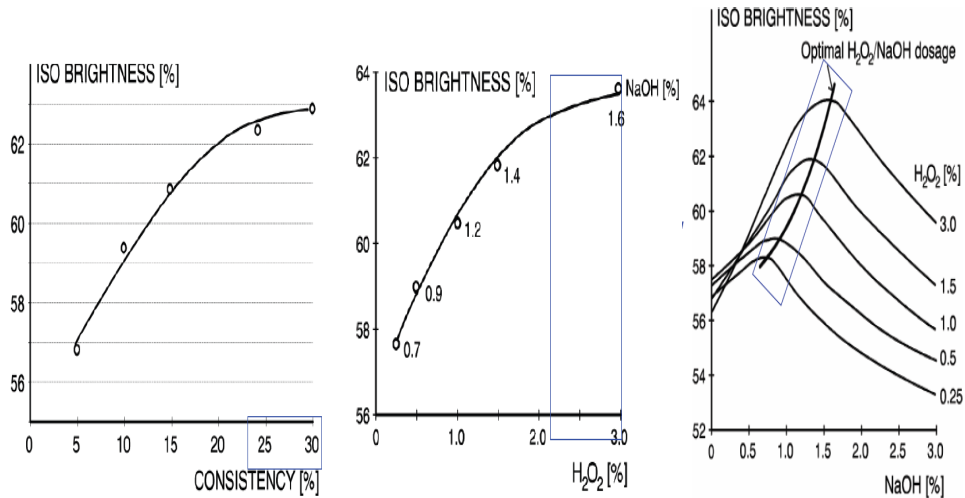 ISO BRIGHTNESS [%]
62
60
58
56
0 5 10 15 20 25 30
CONSISTENCY [%]
ISO BRIGHTNESS [%]
64
62
60
58
56
NaOH [%]
1.6
1.4
1.2
0.9
0.7
0 1.0 2.0 3.0
H₂O₂ [%]
ISO BRIGHTNESS [%]
Optimal H₂O₂/NaOH dosage
64
62
60
58
56
54
52
H₂O₂ [%]
3.0
1.5
1.0
0.5
0.25
0 0.5 1.0 1.5 2.0 2.5 3.0
NaOH [%]